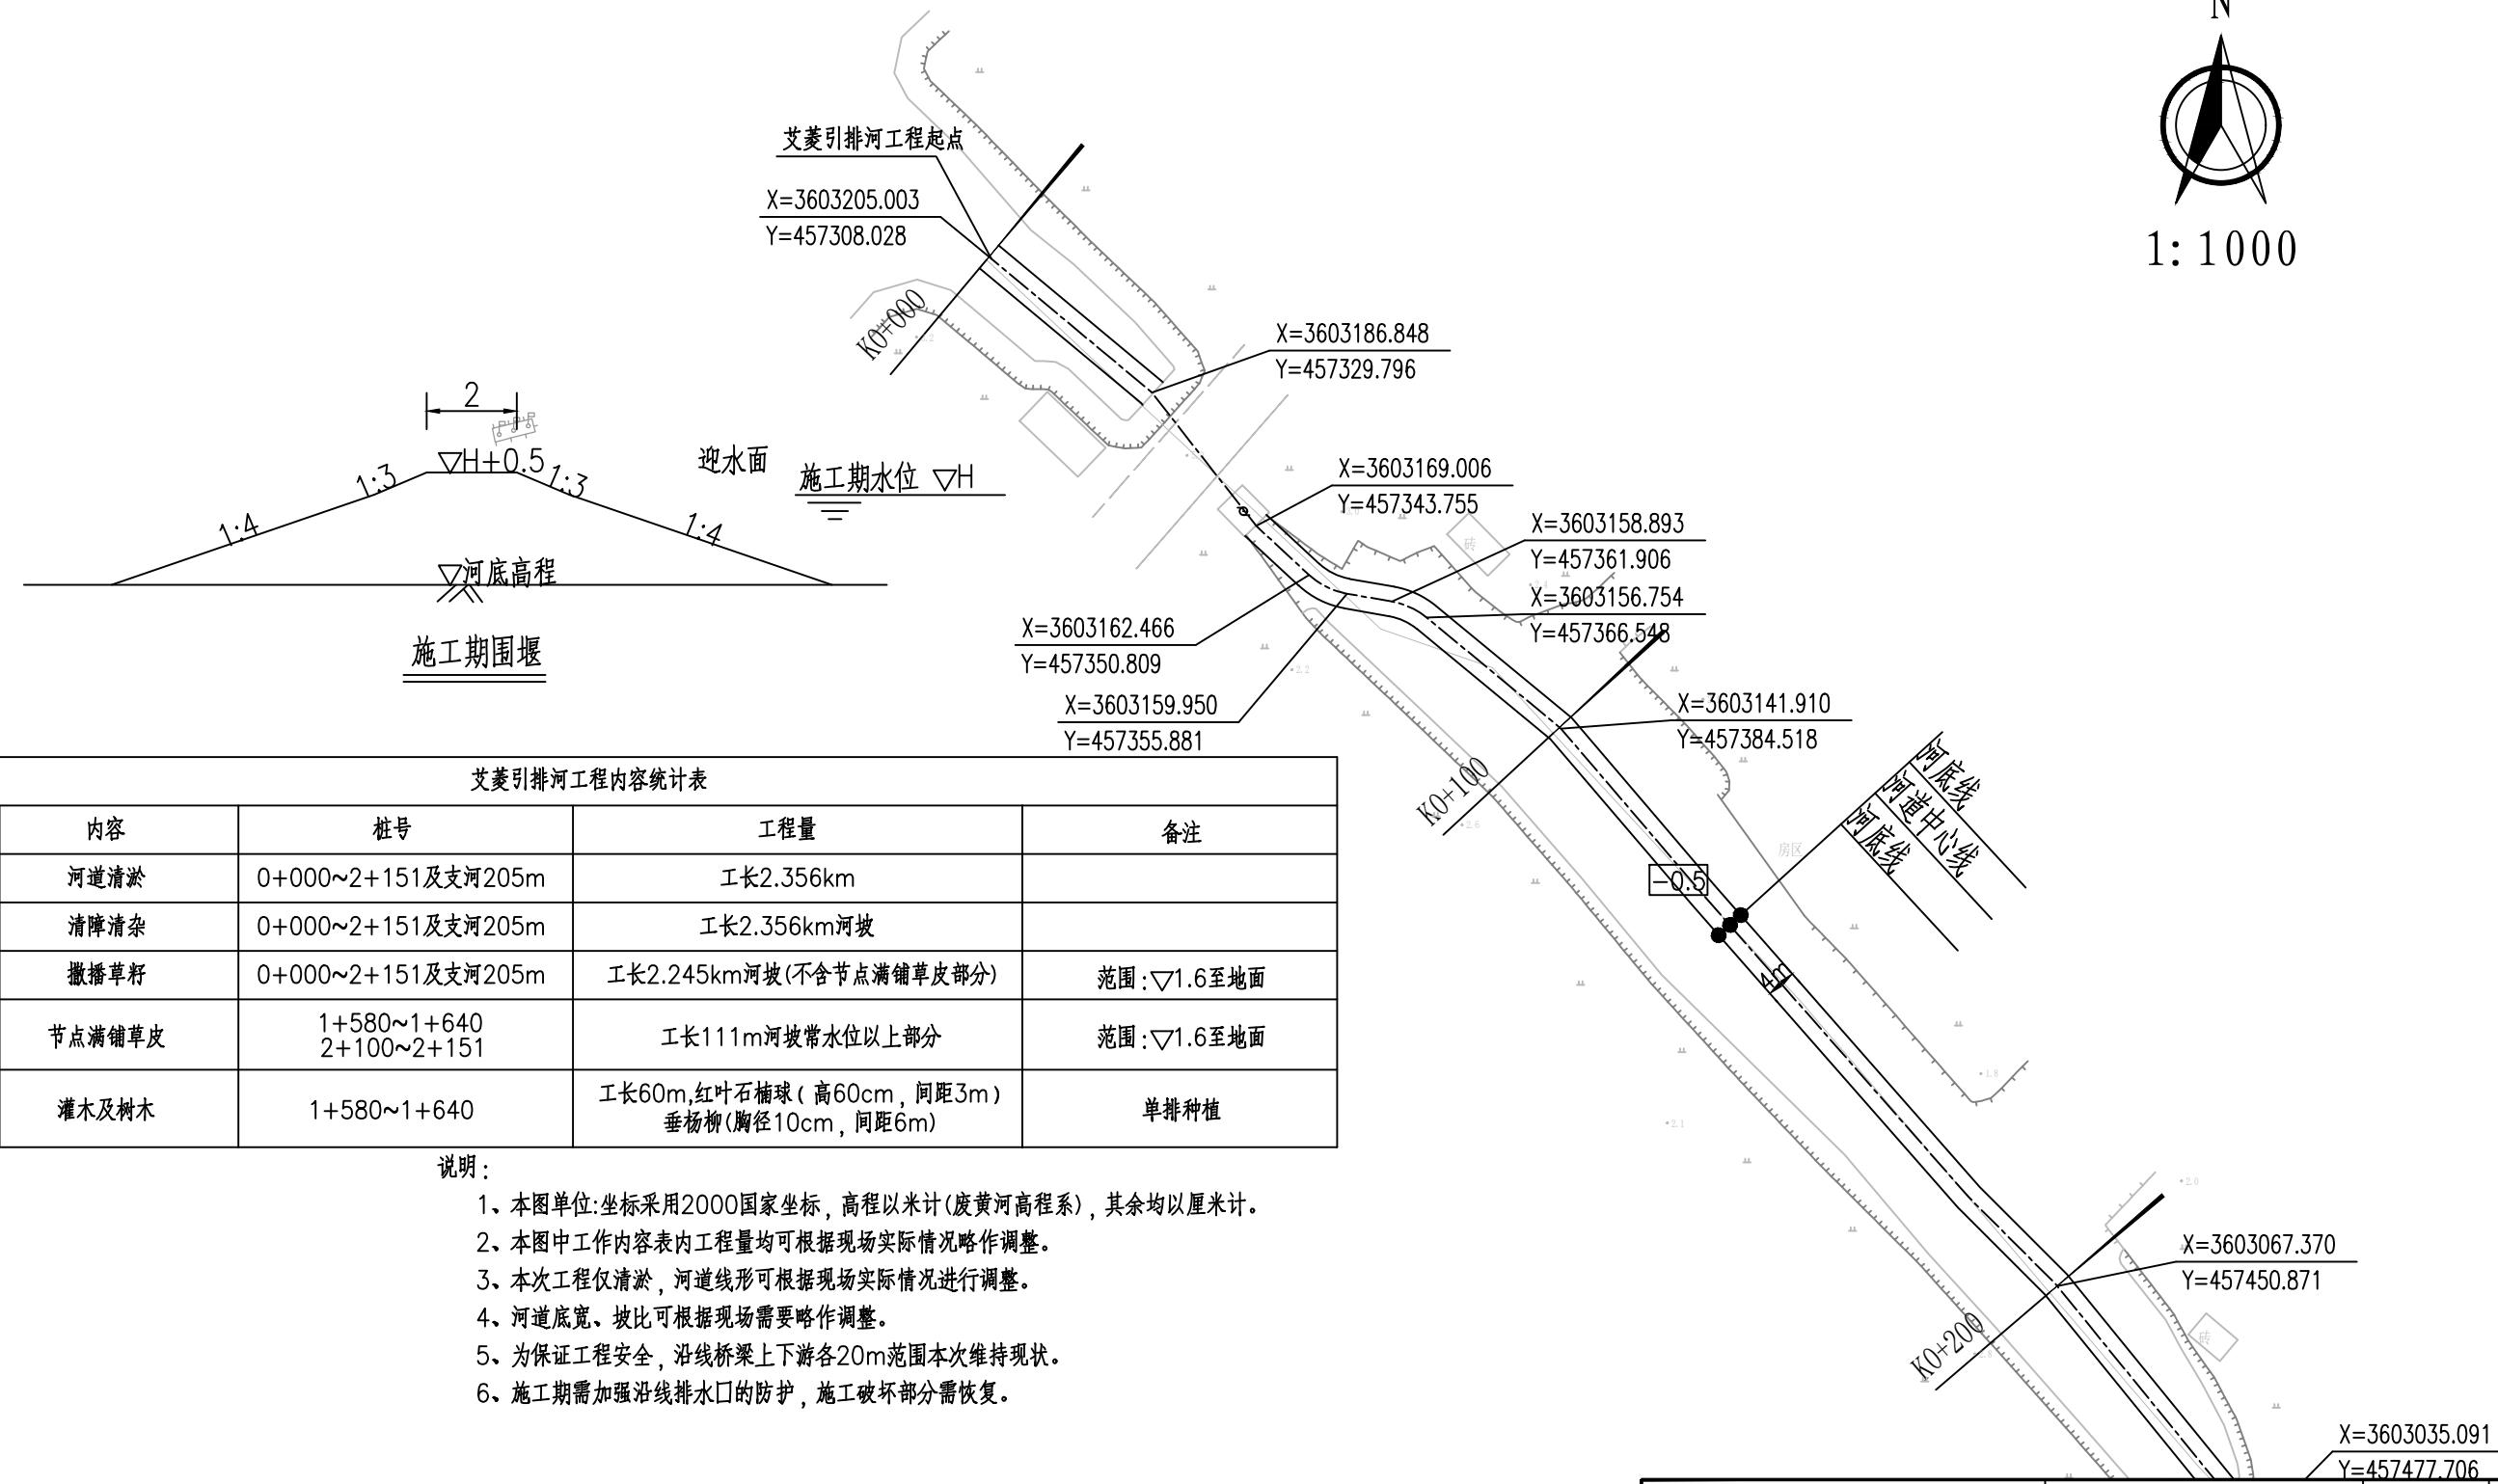 N
1:1000
艾菱引排河工程起点
X=3603205.003
Y=457308.028
K0+000
X=3603186.848
Y=457329.796
X=3603169.006
Y=457343.755
X=3603158.893
Y=457361.906
X=3603156.754
Y=457366.548
X=3603162.466
Y=457350.809
X=3603159.950
Y=457355.881
X=3603141.910
Y=457384.518
K0+100
河底线
河道中心线
河底线
-0.5
4m
X=3603067.370
Y=457450.871
K0+200
X=3603035.091
Y=457477.706
砖
房区
砖
2.2
2.6
2.1
1.8
2.0
2
▽H+0.5
1:3
1:3
1:4
1:4
迎水面
施工期水位 ▽H
▽河底高程
施工期围堰
艾菱引排河工程内容统计表
内容 桩号 工程量 备注
河道清淤 0+000~2+151及支河205m 工长2.356km
清障清杂 0+000~2+151及支河205m 工长2.356km河坡
撒播草籽 0+000~2+151及支河205m 工长2.245km河坡(不含节点满铺草皮部分) 范围:▽1.6至地面
节点满铺草皮 1+580~1+640 2+100~2+151 工长111m河坡常水位以上部分 范围:▽1.6至地面
灌木及树木 1+580~1+640 工长60m,红叶石楠球(高60cm,间距3m) 垂杨柳(胸径10cm,间距6m) 单排种植
说明:
1、本图单位:坐标采用2000国家坐标,高程以米计(废黄河高程系),其余均以厘米计。
2、本图中工作内容表内工程量均可根据现场实际情况略作调整。
3、本次工程仅清淤,河道线形可根据现场实际情况进行调整。
4、河道底宽、坡比可根据现场需要略作调整。
5、为保证工程安全,沿线桥梁上下游各20m范围本次维持现状。
6、施工期需加强沿线排水口的防护,施工破坏部分需恢复。